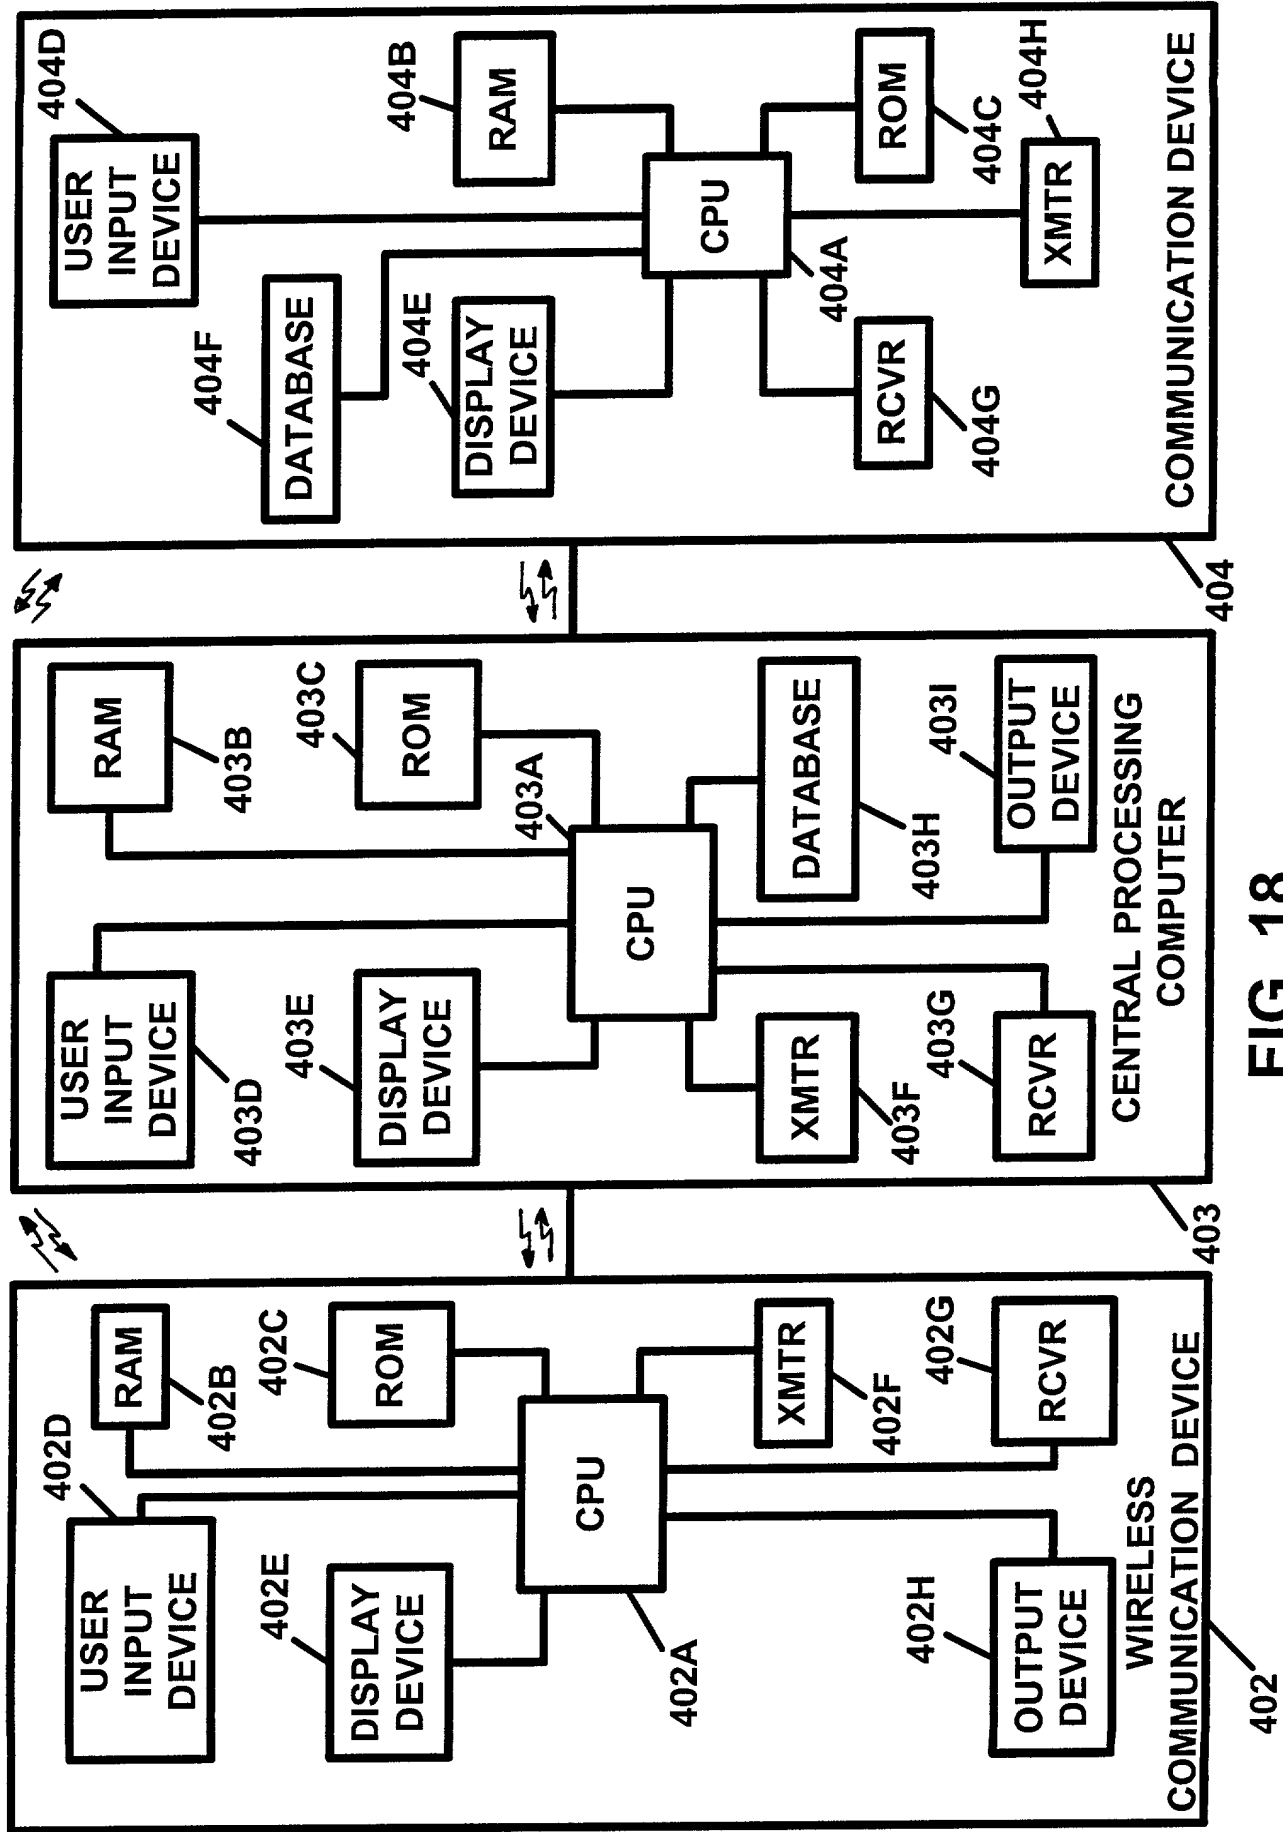 USER
INPUT
DEVICE
402D
RAM
402B
DISPLAY
DEVICE
402E
ROM
402C
CPU
402A
XMTR
402F
OUTPUT
DEVICE
402H
RCVR
402G
WIRELESS
COMMUNICATION DEVICE
402
USER
INPUT
DEVICE
403D
RAM
403B
DISPLAY
DEVICE
403E
ROM
403C
CPU
403A
XMTR
403F
DATABASE
403H
RCVR
403G
OUTPUT
DEVICE
403I
CENTRAL PROCESSING
COMPUTER
403
USER
INPUT
DEVICE
404D
DATABASE
404F
DISPLAY
DEVICE
404E
RAM
404B
CPU
404A
RCVR
404G
ROM
404C
XMTR
404H
COMMUNICATION DEVICE
404
FIG. 18